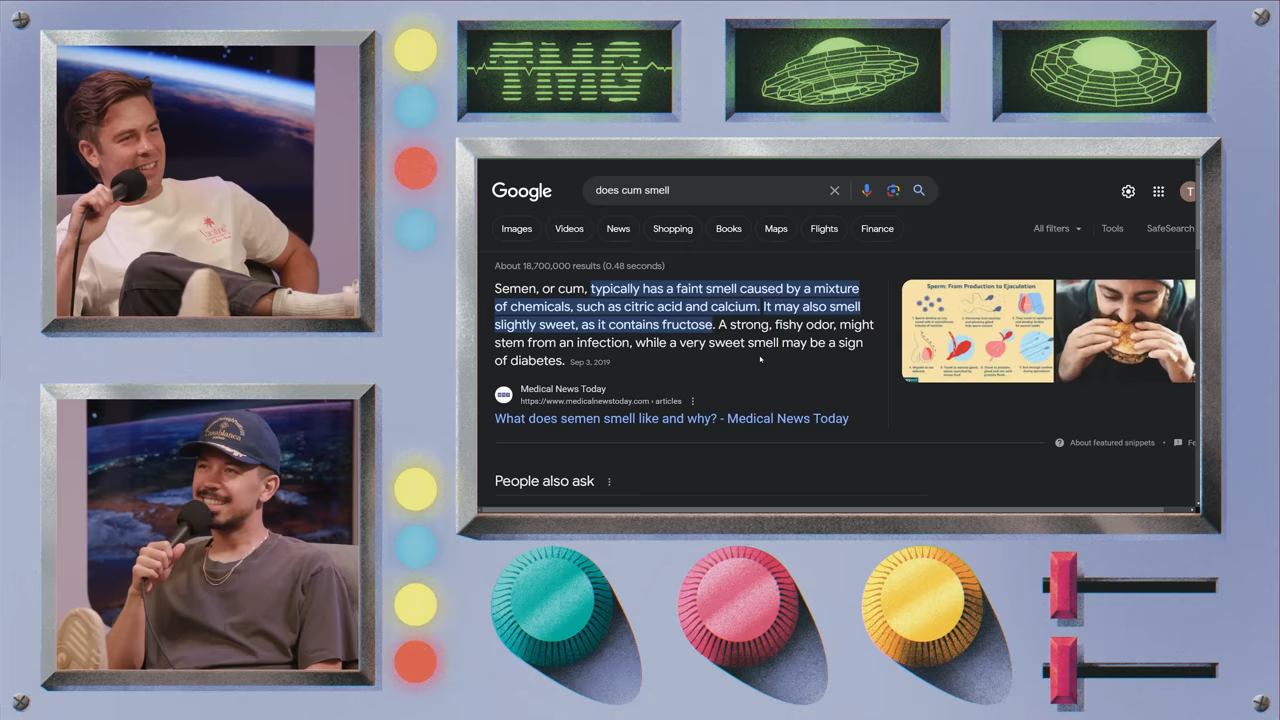 TMG
Google
does cum smell
T
Images
Videos
News
Shopping
Books
Maps
Flights
Finance
All filters
Tools
SafeSearch
About 18,700,000 results (0.48 seconds)
Semen, or cum, typically has a faint smell caused by a mixture
of chemicals, such as citric acid and calcium. It may also smell
slightly sweet, as it contains fructose. A strong, fishy odor, might
stem from an infection, while a very sweet smell may be a sign
of diabetes. Sep 3, 2019
Sperm: From Production to Ejaculation
Medical News Today
https://www.medicalnewstoday.com › articles
What does semen smell like and why? - Medical News Today
About featured snippets • Fe
People also ask
Casablanca